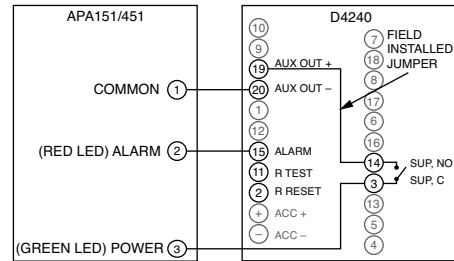 APA151/451
D4240
10
9
19 AUX OUT +
20 AUX OUT –
1
12
15 ALARM
11 R TEST
2 R RESET
+ ACC +
– ACC –
COMMON 1
(RED LED) ALARM 2
(GREEN LED) POWER 3
7
18
8
17
6
16
14
3
13
5
4
FIELD
INSTALLED
JUMPER
SUP, NO
SUP, C